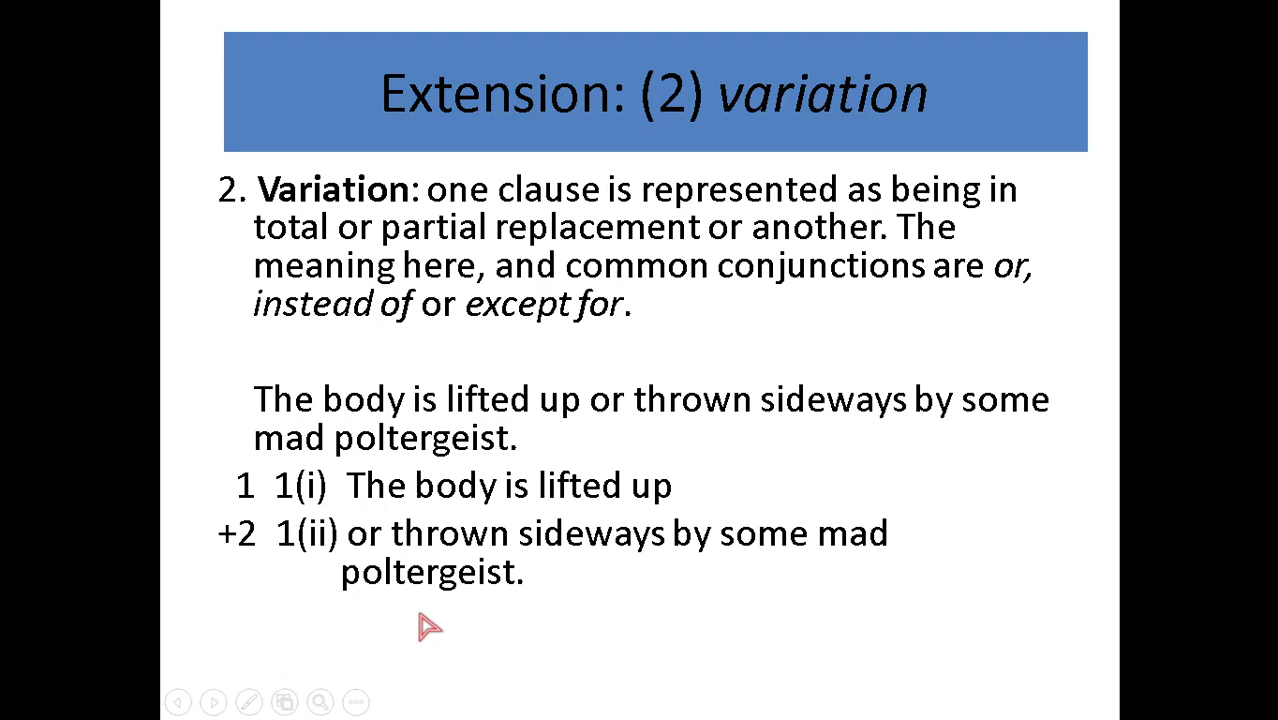 Extension: (2) variation
2. Variation: one clause is represented as being in
total or partial replacement or another. The
meaning here, and common conjunctions are or,
instead of or except for.
The body is lifted up or thrown sideways by some
mad poltergeist.
1 1(i) The body is lifted up
+2 1(ii) or thrown sideways by some mad
poltergeist.